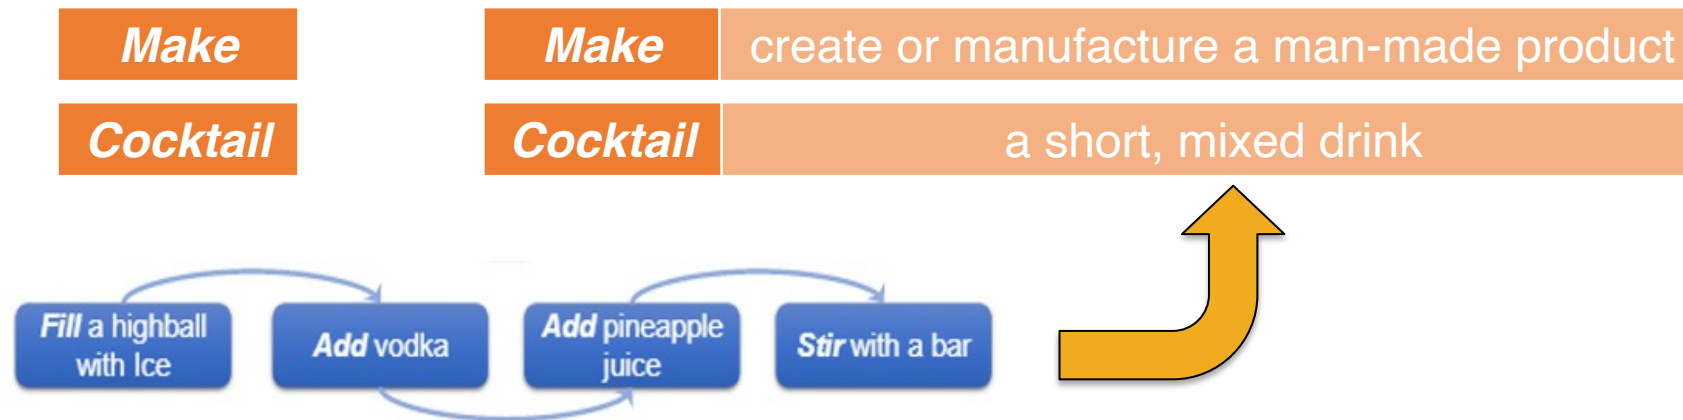 Make
Make create or manufacture a man-made product
Cocktail
Cocktail a short, mixed drink
Fill a highball
with Ice
Add vodka
Add pineapple
juice
Stir with a bar